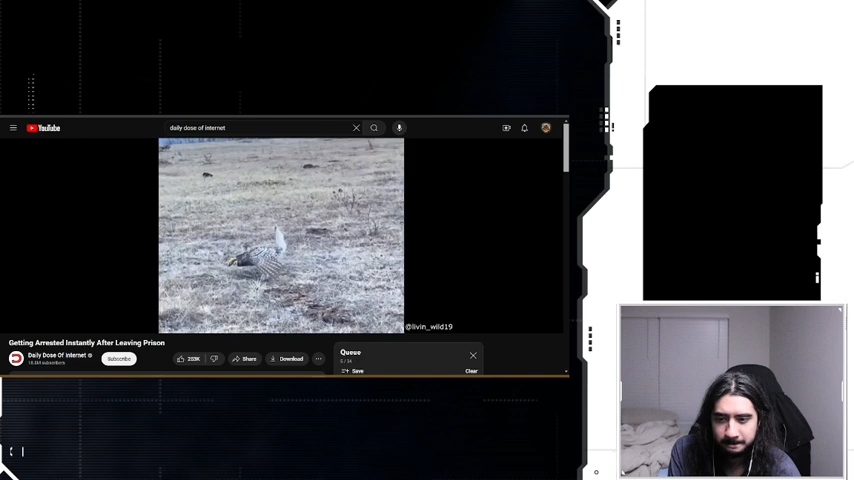 YouTube
daily dose of internet
@livin_wild19
Getting Arrested Instantly After Leaving Prison
Daily Dose Of Internet
Subscribe
253K
Share
Download
Queue
Save
Clear